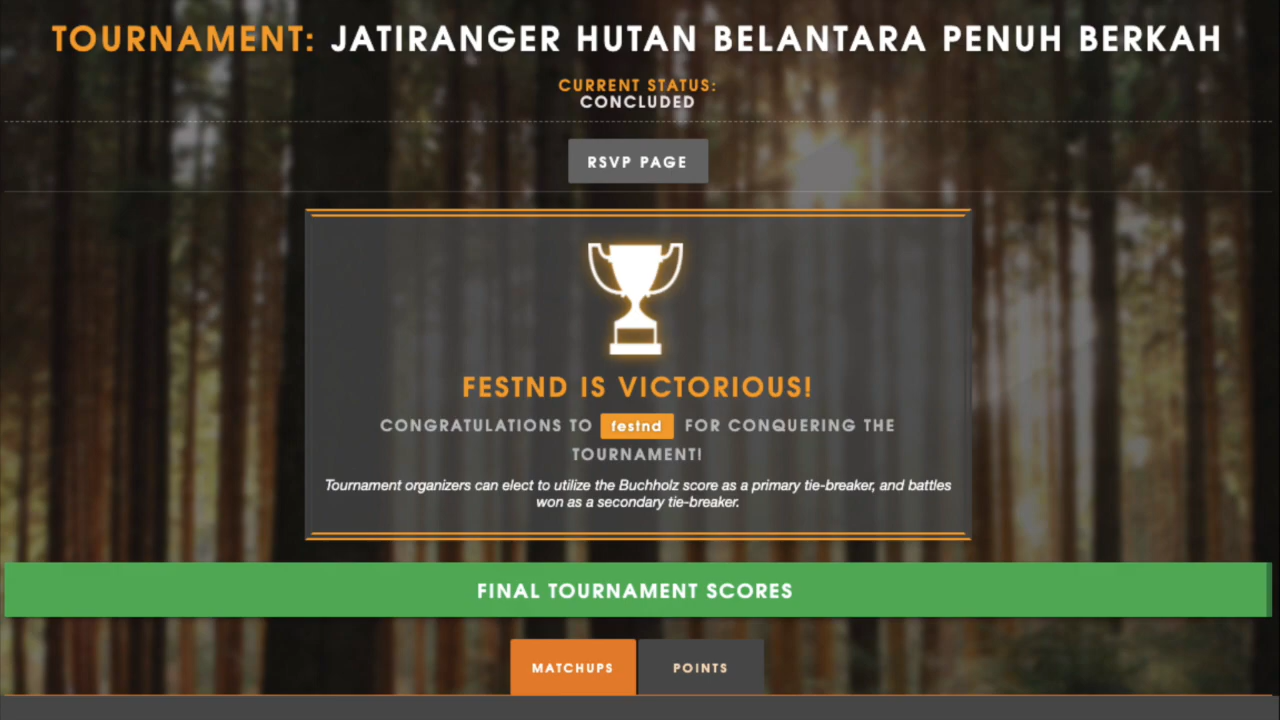 TOURNAMENT: JATIRANGER HUTAN BELANTARA PENUH BERKAH
CURRENT STATUS:
CONCLUDED
RSVP PAGE
FESTND IS VICTORIOUS!
CONGRATULATIONS TO festnd FOR CONQUERING THE
TOURNAMENT!
Tournament organizers can elect to utilize the Buchholz score as a primary tie-breaker, and battles
won as a secondary tie-breaker.
FINAL TOURNAMENT SCORES
MATCHUPS POINTS